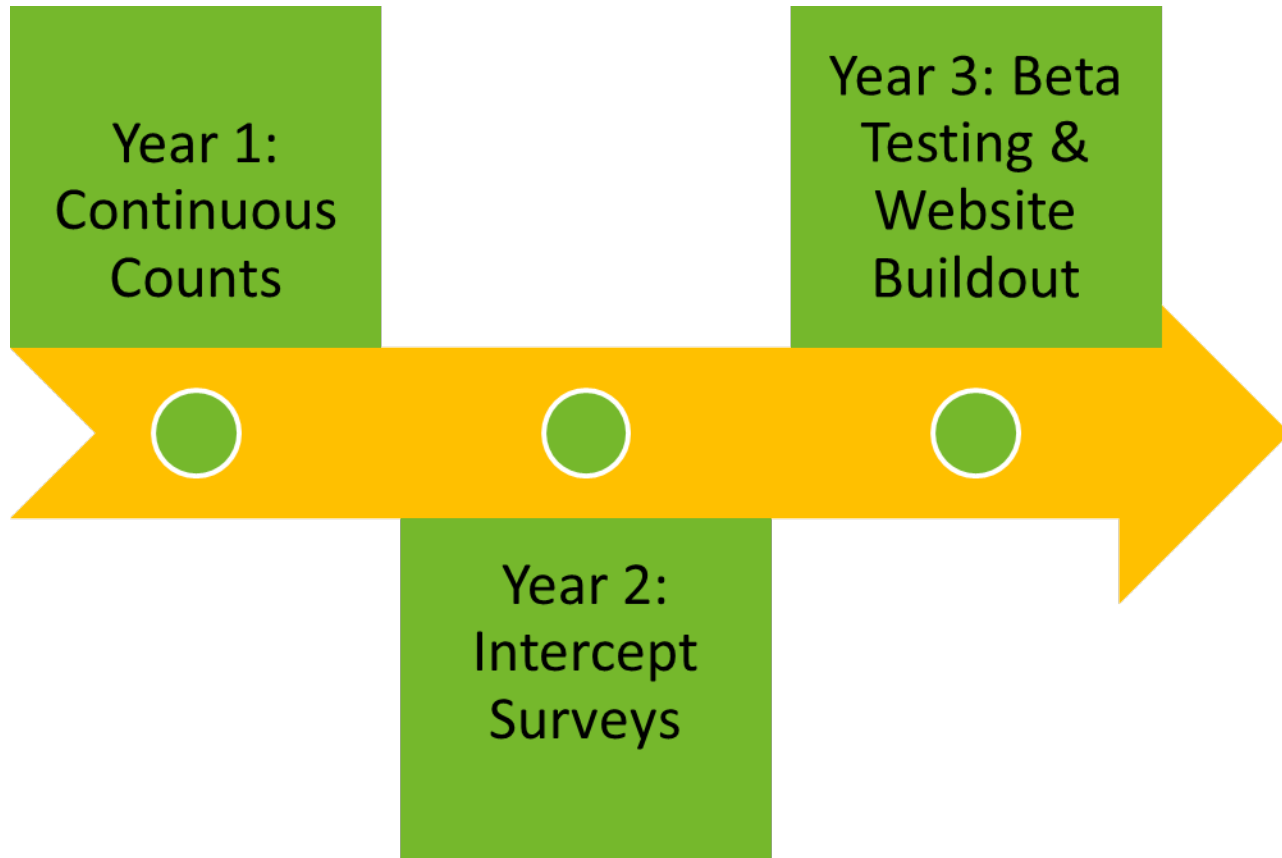 Year 1:
Continuous
Counts
Year 2:
Intercept
Surveys
Year 3: Beta
Testing &
Website
Buildout